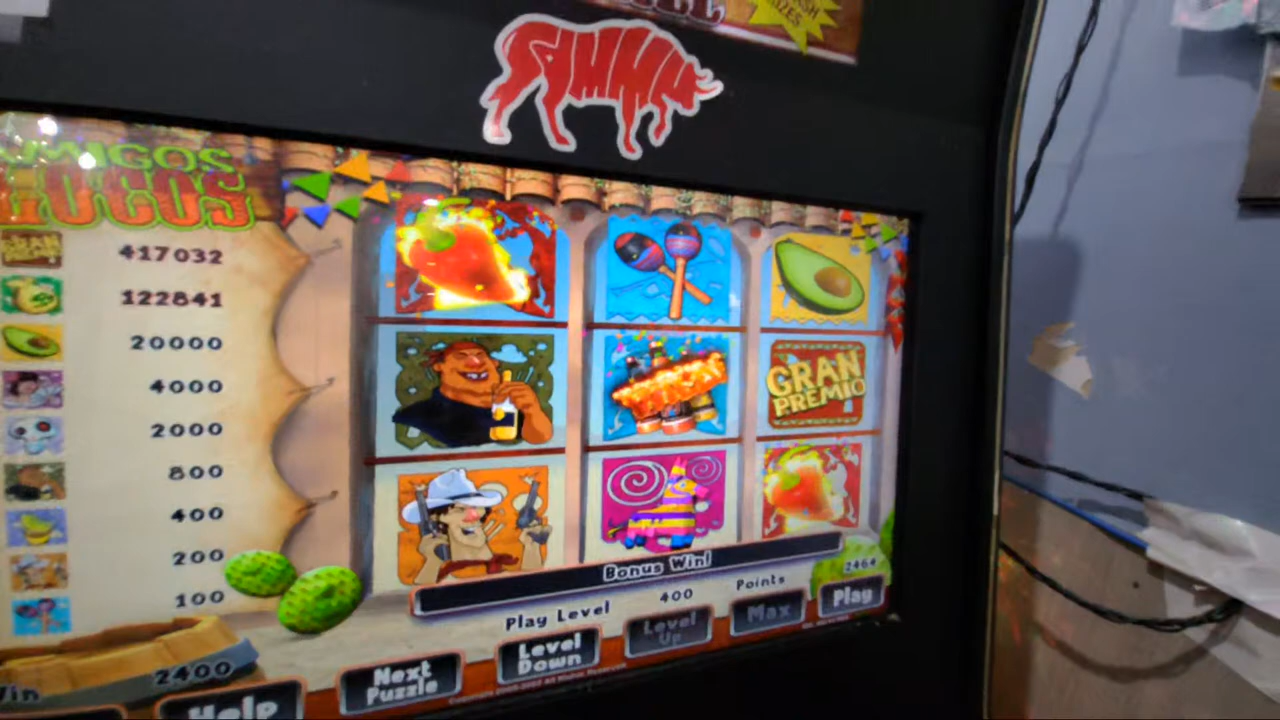 SAMMY
AMIGOS
LOCOS
417032
122841
20000
4000
2000
800
400
200
100
GRAN
PREMIO
Bonus Win!
Play Level
400
Points
2464
Win
2400
Help
Next
Puzzle
Level
Down
Level
Up
Max
Play